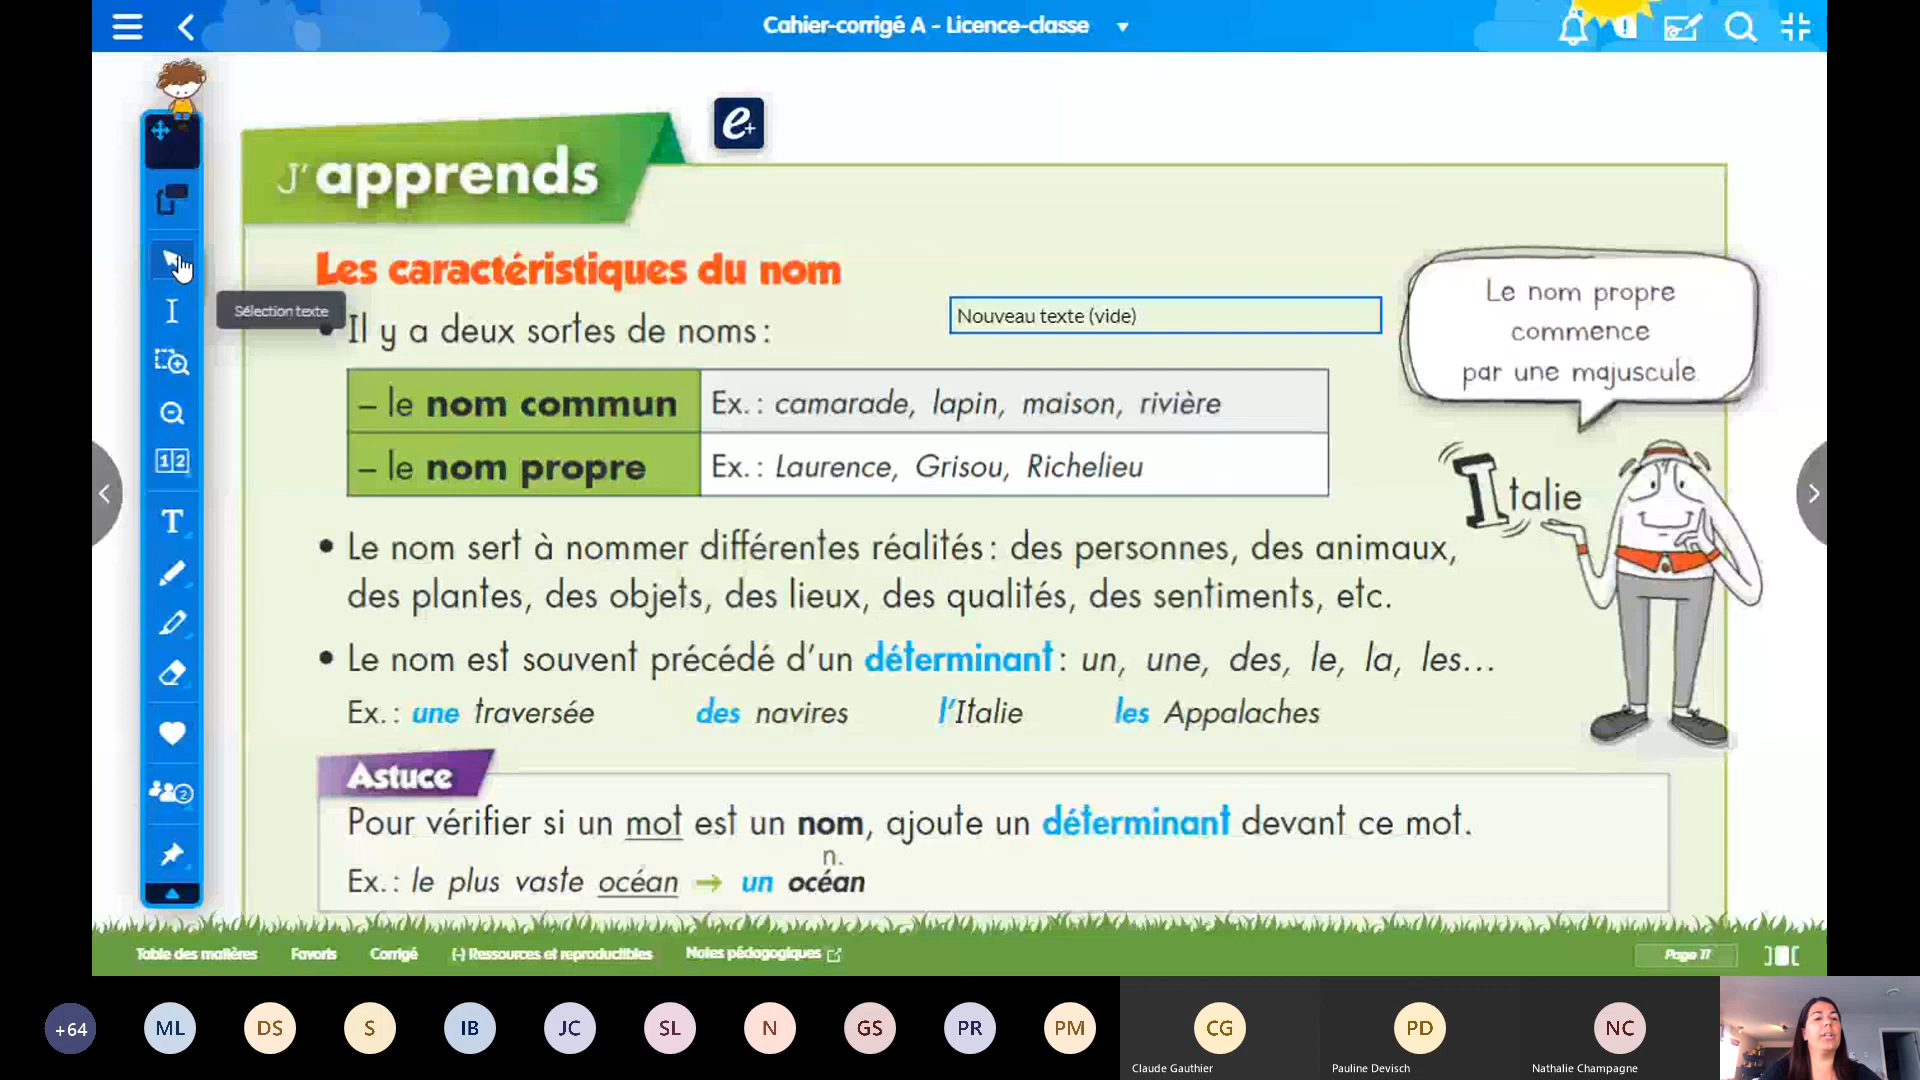 Cahier-corrigé A - Licence-classe
e+
J'apprends
Les caractéristiques du nom
Sélection texte
• Il y a deux sortes de noms :
Nouveau texte (vide)
Le nom propre
commence
par une majuscule.
– le nom commun Ex. : camarade, lapin, maison, rivière
– le nom propre Ex. : Laurence, Grisou, Richelieu
Italie
• Le nom sert à nommer différentes réalités : des personnes, des animaux,
des plantes, des objets, des lieux, des qualités, des sentiments, etc.
• Le nom est souvent précédé d'un déterminant : un, une, des, le, la, les...
Ex. : une traversée des navires l'Italie les Appalaches
Astuce
Pour vérifier si un mot est un nom, ajoute un déterminant devant ce mot.
n.
Ex. : le plus vaste océan → un océan
1 2
T
2
Table des matières Favoris Corrigé (-) Ressources et reproductibles Notes pédagogiques Page 17
+64 ML DS S IB JC SL N GS PR PM CG PD NC
Claude Gauthier Pauline Devisch Nathalie Champagne